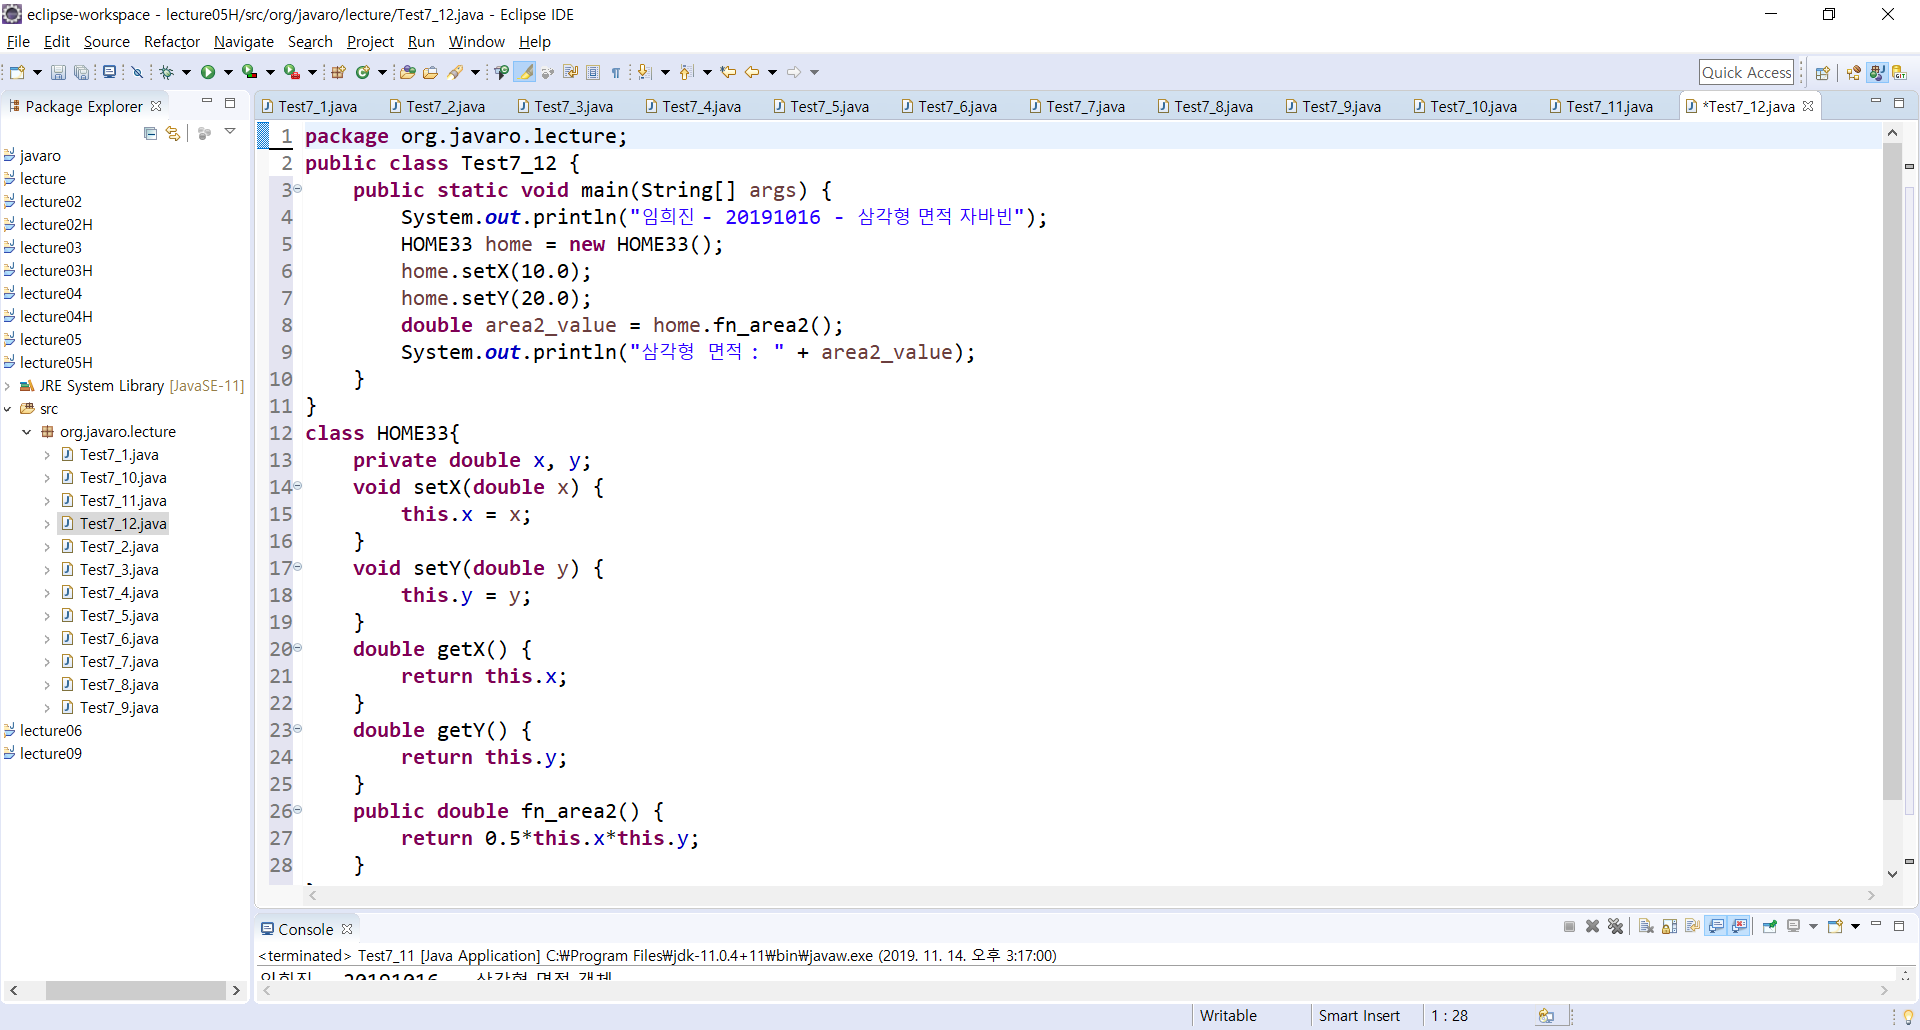 eclipse-workspace - lecture05H/src/org/javaro/lecture/Test7_12.java - Eclipse IDE
File Edit Source Refactor Navigate Search Project Run Window Help
Quick Access
Package Explorer
Test7_1.java Test7_2.java Test7_3.java Test7_4.java Test7_5.java Test7_6.java Test7_7.java Test7_8.java Test7_9.java Test7_10.java Test7_11.java *Test7_12.java
javaro
lecture
lecture02
lecture02H
lecture03
lecture03H
lecture04
lecture04H
lecture05
lecture05H
JRE System Library [JavaSE-11]
src
org.javaro.lecture
Test7_1.java
Test7_10.java
Test7_11.java
Test7_12.java
Test7_2.java
Test7_3.java
Test7_4.java
Test7_5.java
Test7_6.java
Test7_7.java
Test7_8.java
Test7_9.java
lecture06
lecture09
1 package org.javaro.lecture;
2 public class Test7_12 {
3 public static void main(String[] args) {
4 System.out.println("임희진 - 20191016 - 삼각형 면적 자바빈");
5 HOME33 home = new HOME33();
6 home.setX(10.0);
7 home.setY(20.0);
8 double area2_value = home.fn_area2();
9 System.out.println("삼각형 면적 : " + area2_value);
10 }
11 }
12 class HOME33{
13 private double x, y;
14 void setX(double x) {
15 this.x = x;
16 }
17 void setY(double y) {
18 this.y = y;
19 }
20 double getX() {
21 return this.x;
22 }
23 double getY() {
24 return this.y;
25 }
26 public double fn_area2() {
27 return 0.5*this.x*this.y;
28 }
Console
<terminated> Test7_11 [Java Application] C:₩Program Files₩jdk-11.0.4+11₩bin₩javaw.exe (2019. 11. 14. 오후 3:17:00)
임희진 - 20191016 - 삼각형 면적 객체
Writable Smart Insert 1 : 28